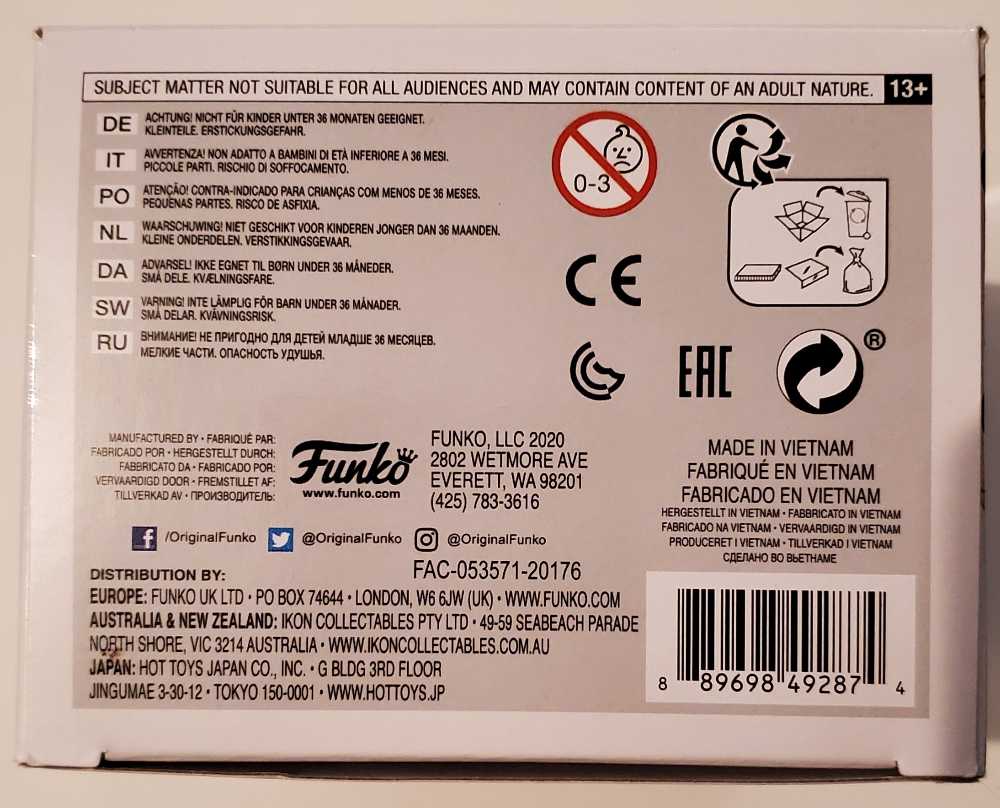 SUBJECT MATTER NOT SUITABLE FOR ALL AUDIENCES AND MAY CONTAIN CONTENT OF AN ADULT NATURE. 13+
DE ACHTUNG! NICHT FÜR KINDER UNTER 36 MONATEN GEEIGNET.
KLEINTEILE. ERSTICKUNGSGEFAHR.
IT AVVERTENZA! NON ADATTO A BAMBINI DI ETÀ INFERIORE A 36 MESI.
PICCOLE PARTI. RISCHIO DI SOFFOCAMENTO.
PO ATENÇÃO! CONTRA-INDICADO PARA CRIANÇAS COM MENOS DE 36 MESES.
PEQUENAS PARTES. RISCO DE ASFIXIA.
NL WAARSCHUWING! NIET GESCHIKT VOOR KINDEREN JONGER DAN 36 MAANDEN.
KLEINE ONDERDELEN. VERSTIKKINGSGEVAAR.
DA ADVARSEL! IKKE EGNET TIL BØRN UNDER 36 MÅNEDER.
SMÅ DELE. KVÆLNINGSFARE.
SW VARNING! INTE LÄMPLIG FÖR BARN UNDER 36 MÅNADER.
SMÅ DELAR. KVÄVNINGSRISK.
RU ВНИМАНИЕ! НЕ ПРИГОДНО ДЛЯ ДЕТЕЙ МЛАДШЕ 36 МЕСЯЦЕВ.
МЕЛКИЕ ЧАСТИ. ОПАСНОСТЬ УДУШЬЯ.
0-3
CE
EAC
®
MANUFACTURED BY • FABRIQUÉ PAR:
FABRICADO POR • HERGESTELLT DURCH:
FABBRICATO DA • FABRICADO POR:
VERVAARDIGD DOOR • FREMSTILLET AF:
TILLVERKAD AV • ПРОИЗВОДИТЕЛЬ:
Funko
www.funko.com
FUNKO, LLC 2020
2802 WETMORE AVE
EVERETT, WA 98201
(425) 783-3616
MADE IN VIETNAM
FABRIQUÉ EN VIETNAM
FABRICADO EN VIETNAM
HERGESTELLT IN VIETNAM • FABBRICATO IN VIETNAM
FABRICADO NA VIETNAM • VERVAARDIGD IN VIETNAM
PRODUCERET I VIETNAM • TILLVERKAD I VIETNAM
СДЕЛАНО ВО ВЬЕТНАМЕ
f /OriginalFunko @OriginalFunko @OriginalFunko
FAC-053571-20176
DISTRIBUTION BY:
EUROPE: FUNKO UK LTD • PO BOX 74644 • LONDON, W6 6JW (UK) • WWW.FUNKO.COM
AUSTRALIA & NEW ZEALAND: IKON COLLECTABLES PTY LTD • 49-59 SEABEACH PARADE
NORTH SHORE, VIC 3214 AUSTRALIA • WWW.IKONCOLLECTABLES.COM.AU
JAPAN: HOT TOYS JAPAN CO., INC. • G BLDG 3RD FLOOR
JINGUMAE 3-30-12 • TOKYO 150-0001 • WWW.HOTTOYS.JP
8 89698 49287 4